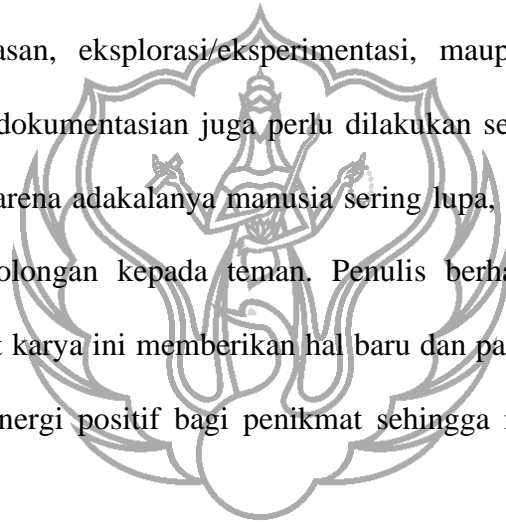 asan, eksplorasi/eksperimentasi, maup
dokumentasian juga perlu dilakukan se
arena adakalanya manusia sering lupa,
olongan kepada teman. Penulis berha
karya ini memberikan hal baru dan pa
nergi positif bagi penikmat sehingga